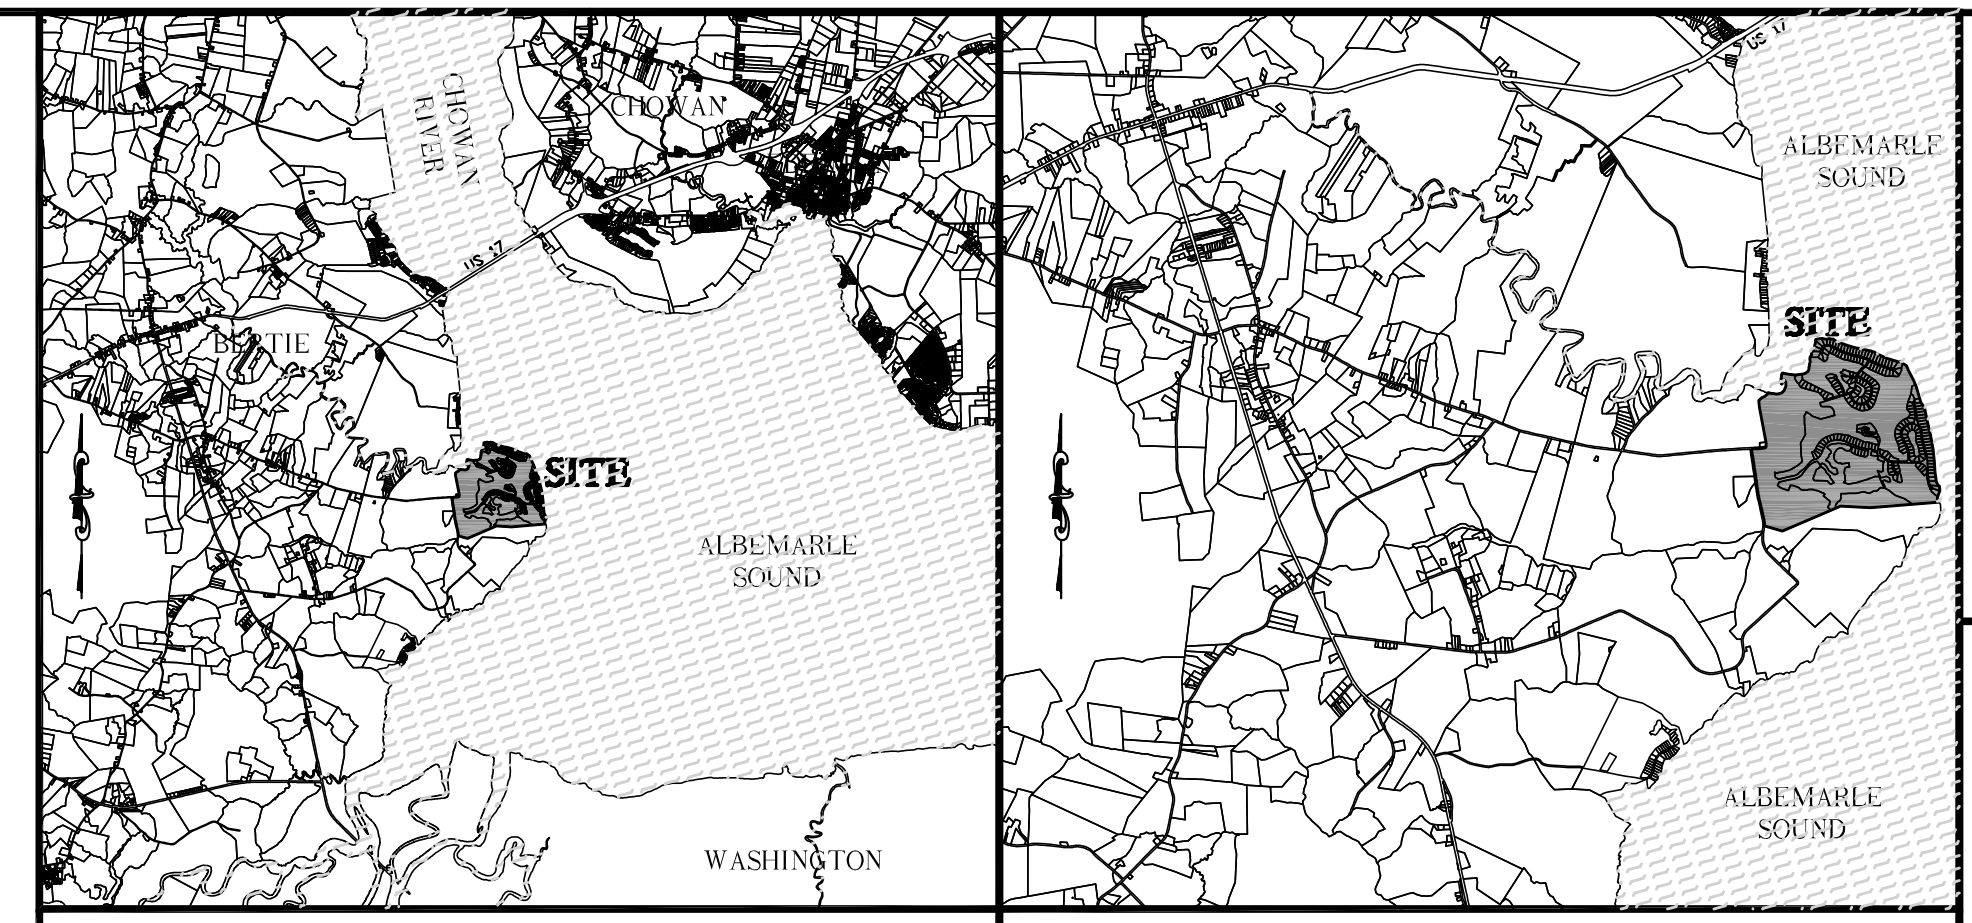 CHOWAN
RIVER
CHOWAN
US 17
BERTIE
SITE
ALBEMARLE
SOUND
WASHINGTON
US 17
ALBEMARLE
SOUND
SITE
ALBEMARLE
SOUND